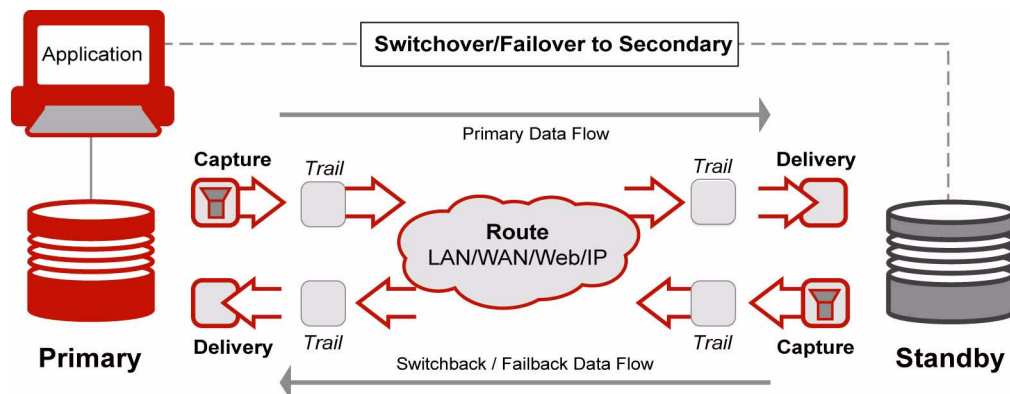 Application
Switchover/Failover to Secondary
Primary Data Flow
Capture
Trail
Trail
Delivery
Route
LAN/WAN/Web/IP
Delivery
Trail
Trail
Capture
Primary
Switchback / Failback Data Flow
Standby